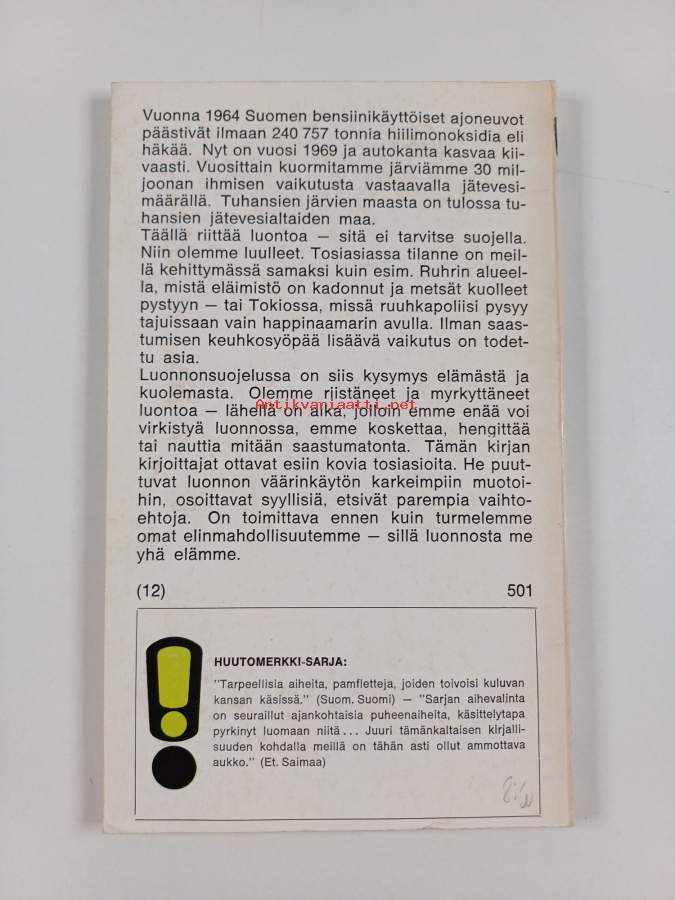 Vuonna 1964 Suomen bensiinikäyttöiset ajoneuvot
päästivät ilmaan 240 757 tonnia hiilimonoksidia eli
häkää. Nyt on vuosi 1969 ja autokanta kasvaa kii-
vaasti. Vuosittain kuormitamme järviämme 30 mil-
joonan ihmisen vaikutusta vastaavalla jätevesi-
määrällä. Tuhansien järvien maasta on tulossa tu-
hansien jätevesialtaiden maa.
Täällä riittää luontoa — sitä ei tarvitse suojella.
Niin olemme luulleet. Tosiasiassa tilanne on meil-
lä kehittymässä samaksi kuin esim. Ruhrin alueel-
la, mistä eläimistö on kadonnut ja metsät kuolleet
pystyyn — tai Tokiossa, missä ruuhkapoliisi pysyy
tajuissaan vain happinaamarin avulla. Ilman saas-
tumisen keuhkosyöpää lisäävä vaikutus on todet-
tu asia.
Luonnonsuojelussa on siis kysymys elämästä ja
kuolemasta. Olemme riistäneet ja myrkyttäneet
luontoa — lähellä on aika, jolloin emme enää voi
Antikvariaatti.net
virkistyä luonnossa, emme koskettaa, hengittää
tai nauttia mitään saastumatonta. Tämän kirjan
kirjoittajat ottavat esiin kovia tosiasioita. He puut-
tuvat luonnon väärinkäytön karkeimpiin muotoi-
hin, osoittavat syyllisiä, etsivät parempia vaihto-
ehtoja. On toimittava ennen kuin turmelemme
omat elinmahdollisuutemme — sillä luonnosta me
yhä elämme.
(12) 501
HUUTOMERKKI-SARJA:
"Tarpeellisia aiheita, pamfletteja, joiden toivoisi kuluvan
kansan käsissä." (Suom. Suomi) — "Sarjan aihevalinta
on seuraillut ajankohtaisia puheenaiheita, käsittelytapa
pyrkinyt luomaan niitä... Juuri tämänkaltaisen kirjalli-
suuden kohdalla meillä on tähän asti ollut ammottava
aukko." (Et. Saimaa)